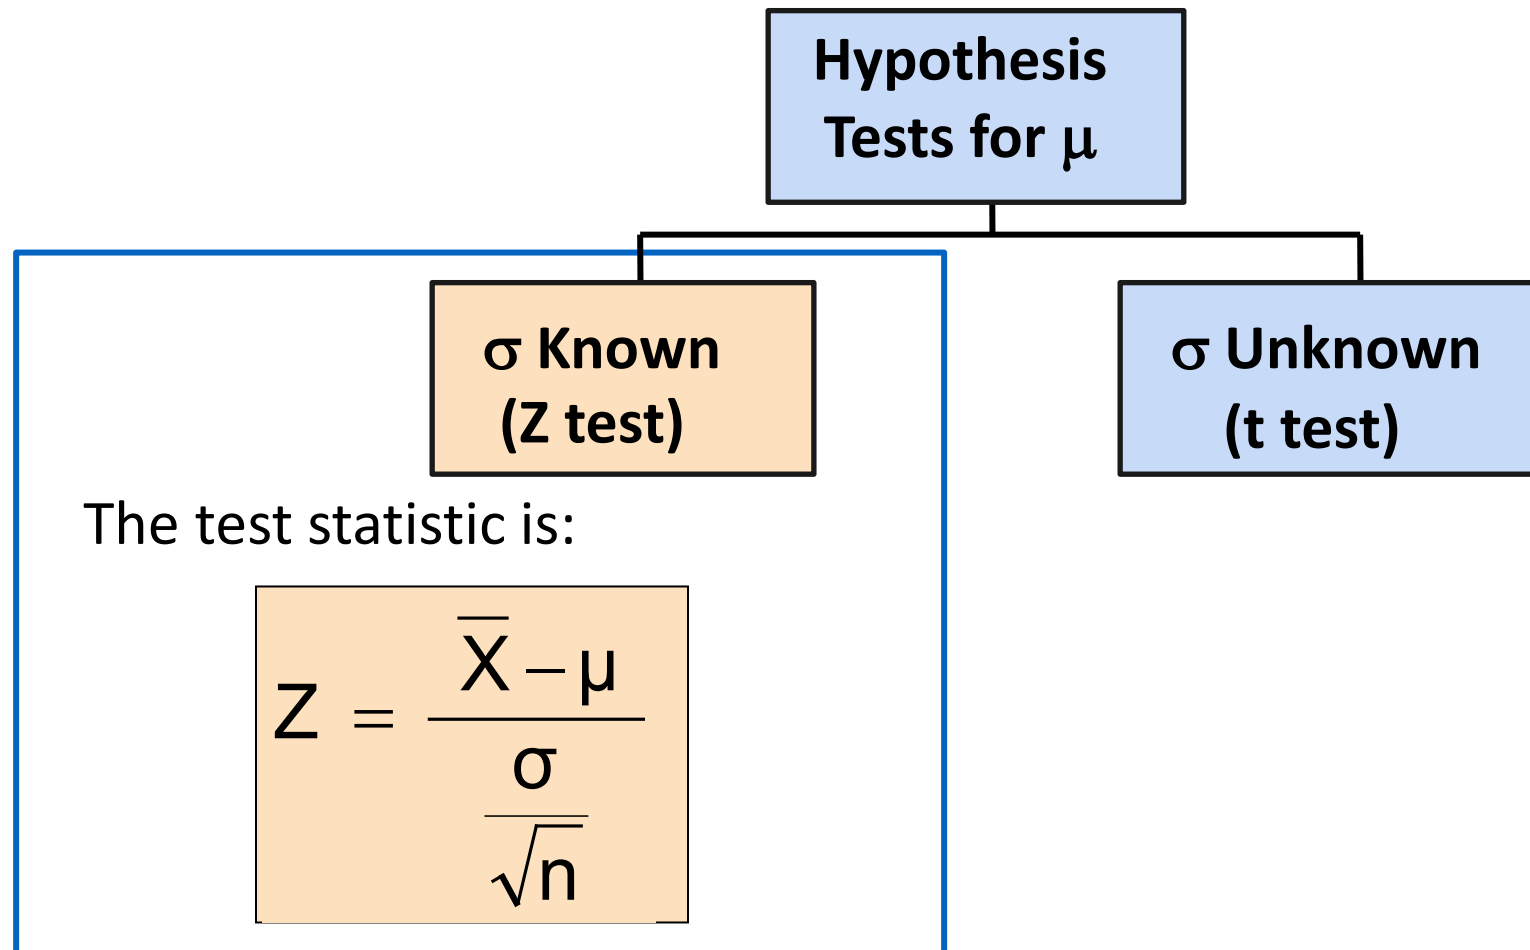 Hypothesis
Tests for μ
σ Known
(Z test)
σ Unknown
(t test)
The test statistic is:
Z = (X̅ − μ) / (σ / √n)